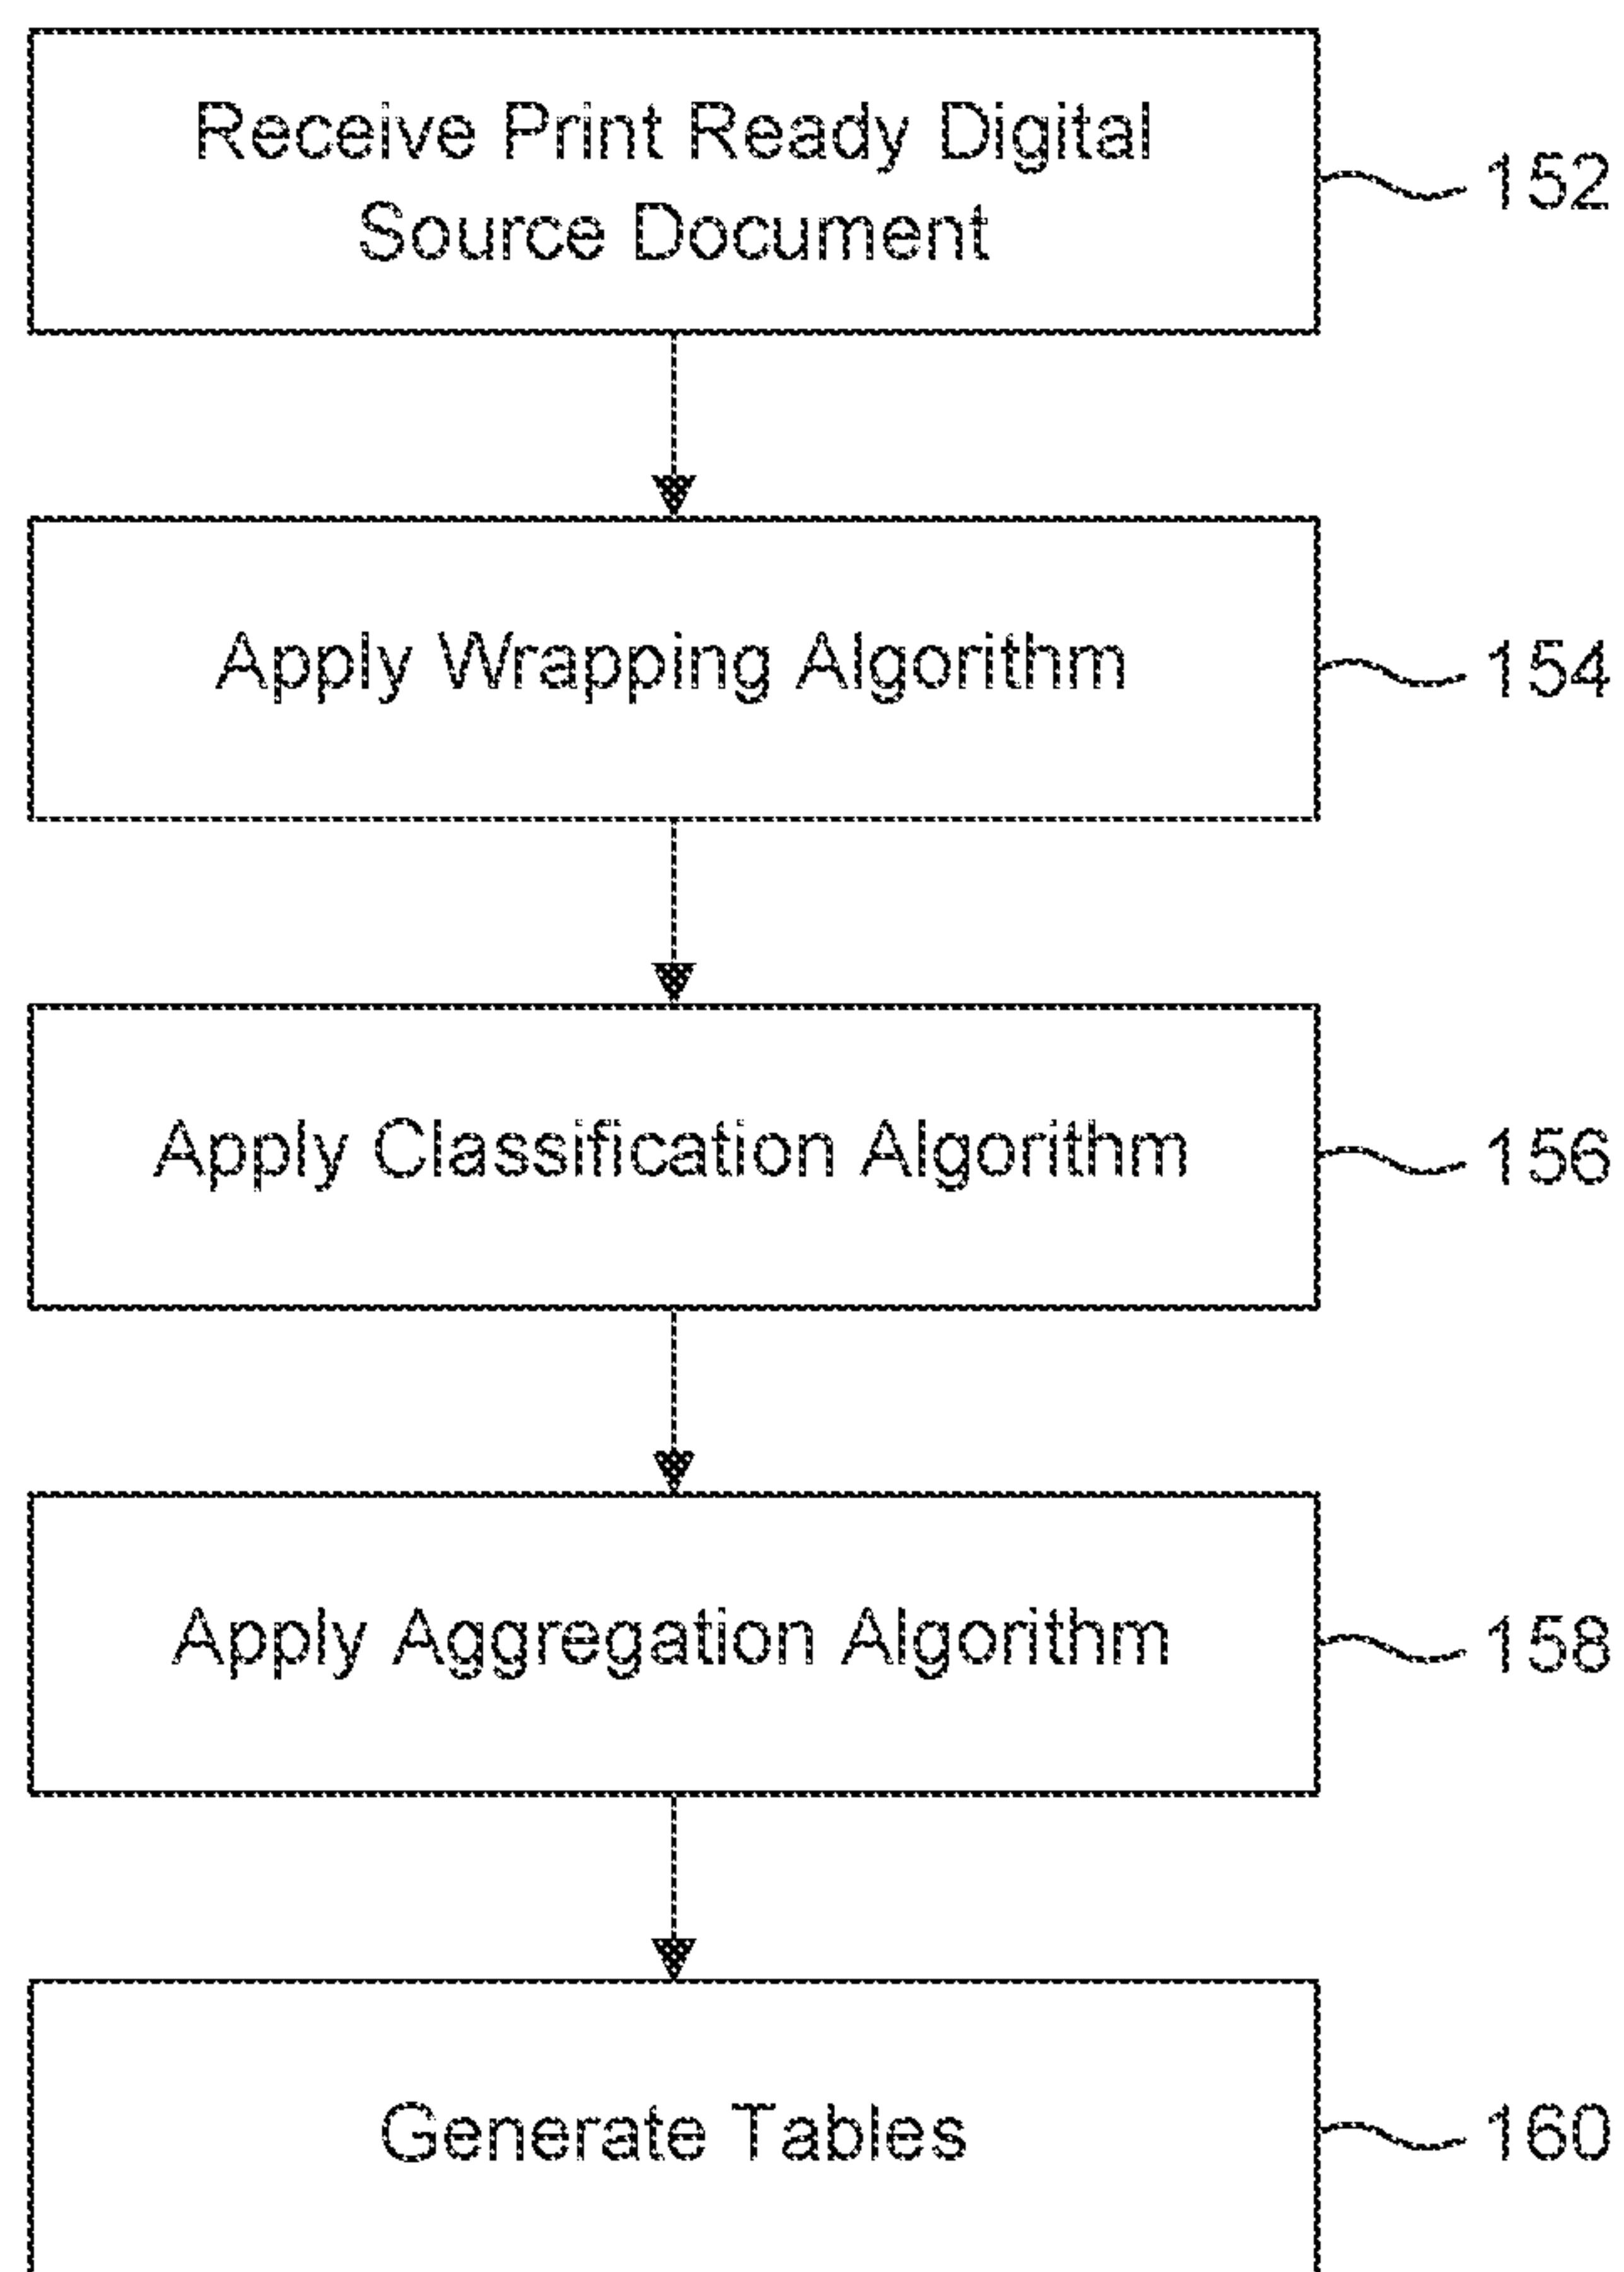 Receive Print Ready Digital
Source Document
152
Apply Wrapping Algorithm
154
Apply Classification Algorithm
156
Apply Aggregation Algorithm
158
Generate Tables
160